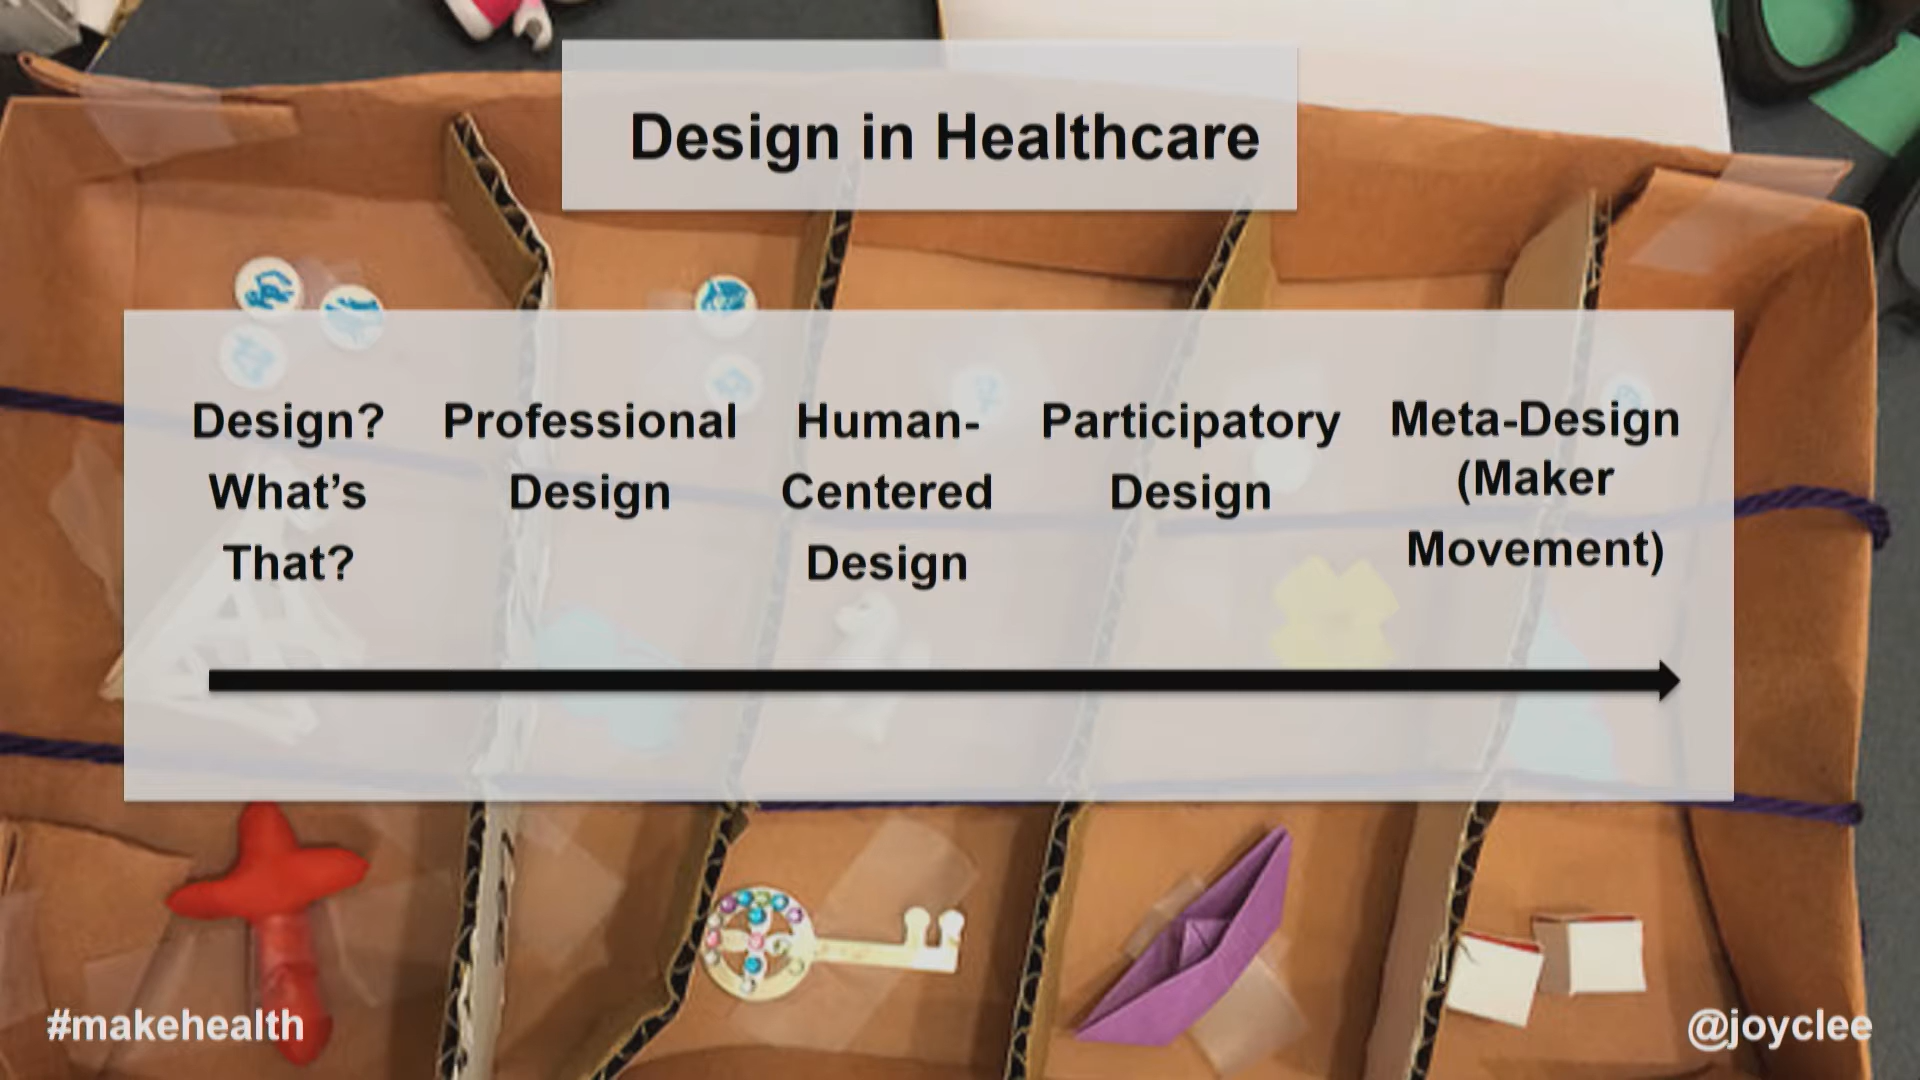 Design in Healthcare
Design?
What's
That?
Professional
Design
Human-
Centered
Design
Participatory
Design
Meta-Design
(Maker
Movement)
#makehealth
@joyclee